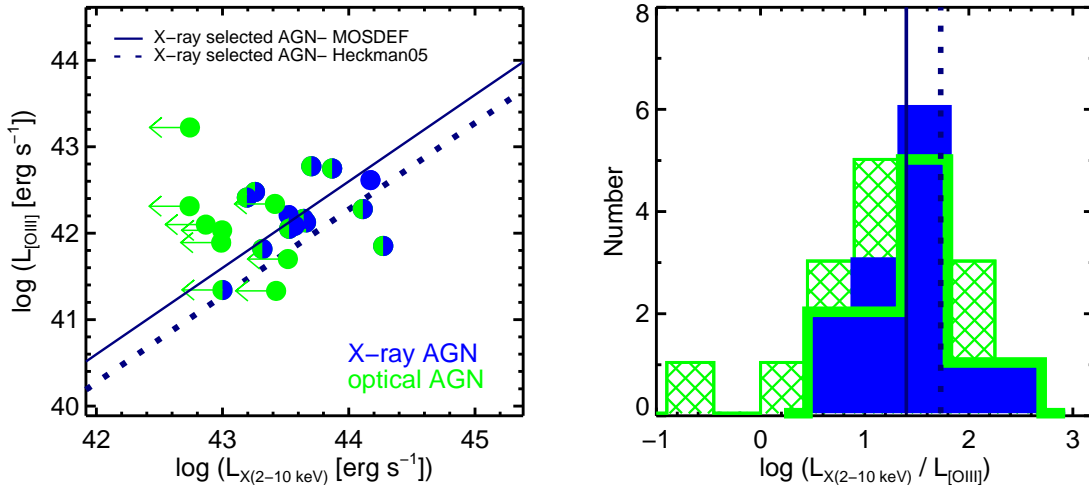 X−ray selected AGN− MOSDEF
X−ray selected AGN− Heckman05
44
43
42
41
40
log (L[OIII] [erg s−1])
X−ray AGN
optical AGN
42 43 44 45
log (LX(2−10 keV) [erg s−1])
8
6
4
2
0
Number
−1 0 1 2 3
log (LX(2−10 keV) / L[OIII])